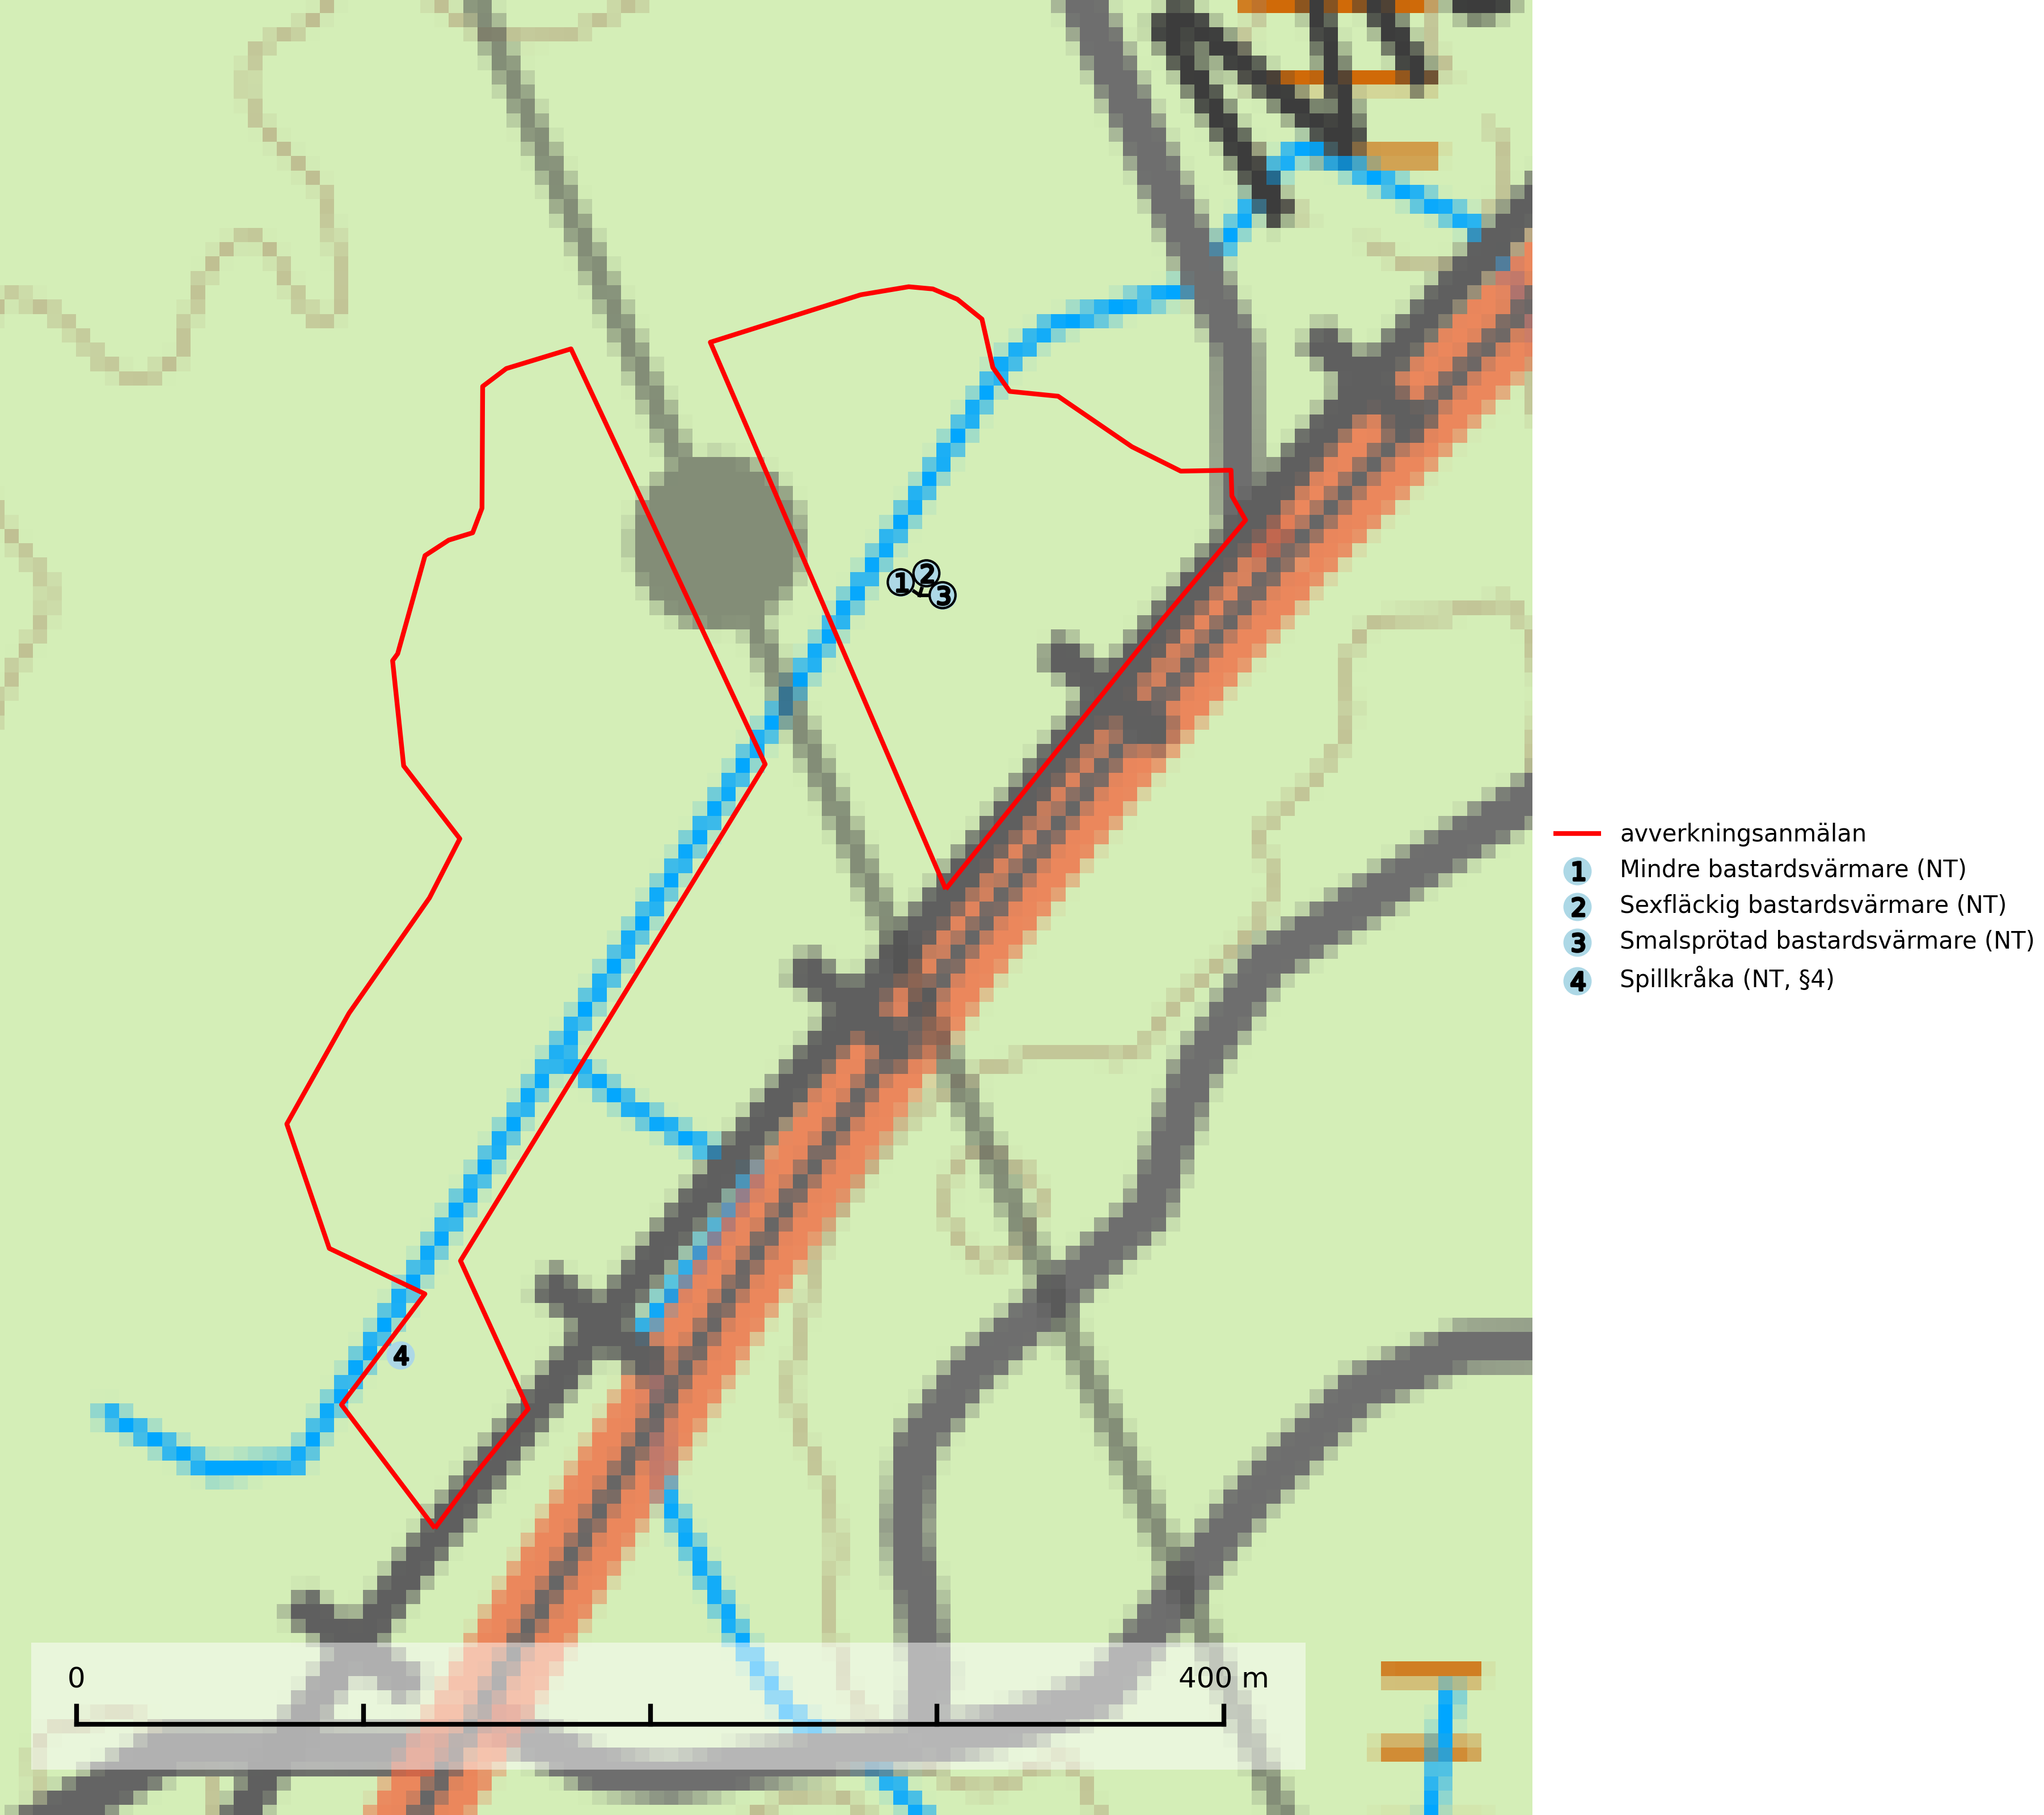 2
1
3
4
0
400 m
avverkningsanmälan
1 Mindre bastardsvärmare (NT)
2 Sexfläckig bastardsvärmare (NT)
3 Smalsprötad bastardsvärmare (NT)
4 Spillkråka (NT, §4)